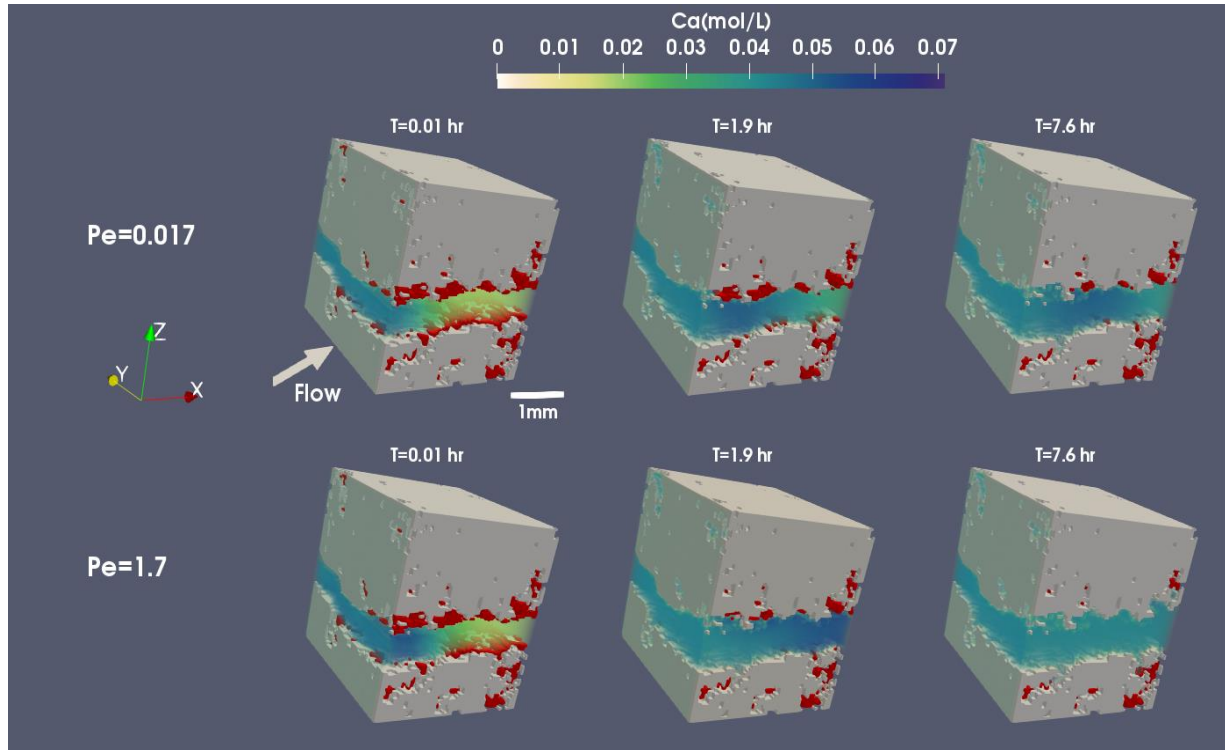 Ca(mol/L)
0 0.01 0.02 0.03 0.04 0.05 0.06 0.07
T=0.01 hr T=1.9 hr T=7.6 hr
Pe=0.017
Z
Y
X
Flow
1mm
T=0.01 hr T=1.9 hr T=7.6 hr
Pe=1.7